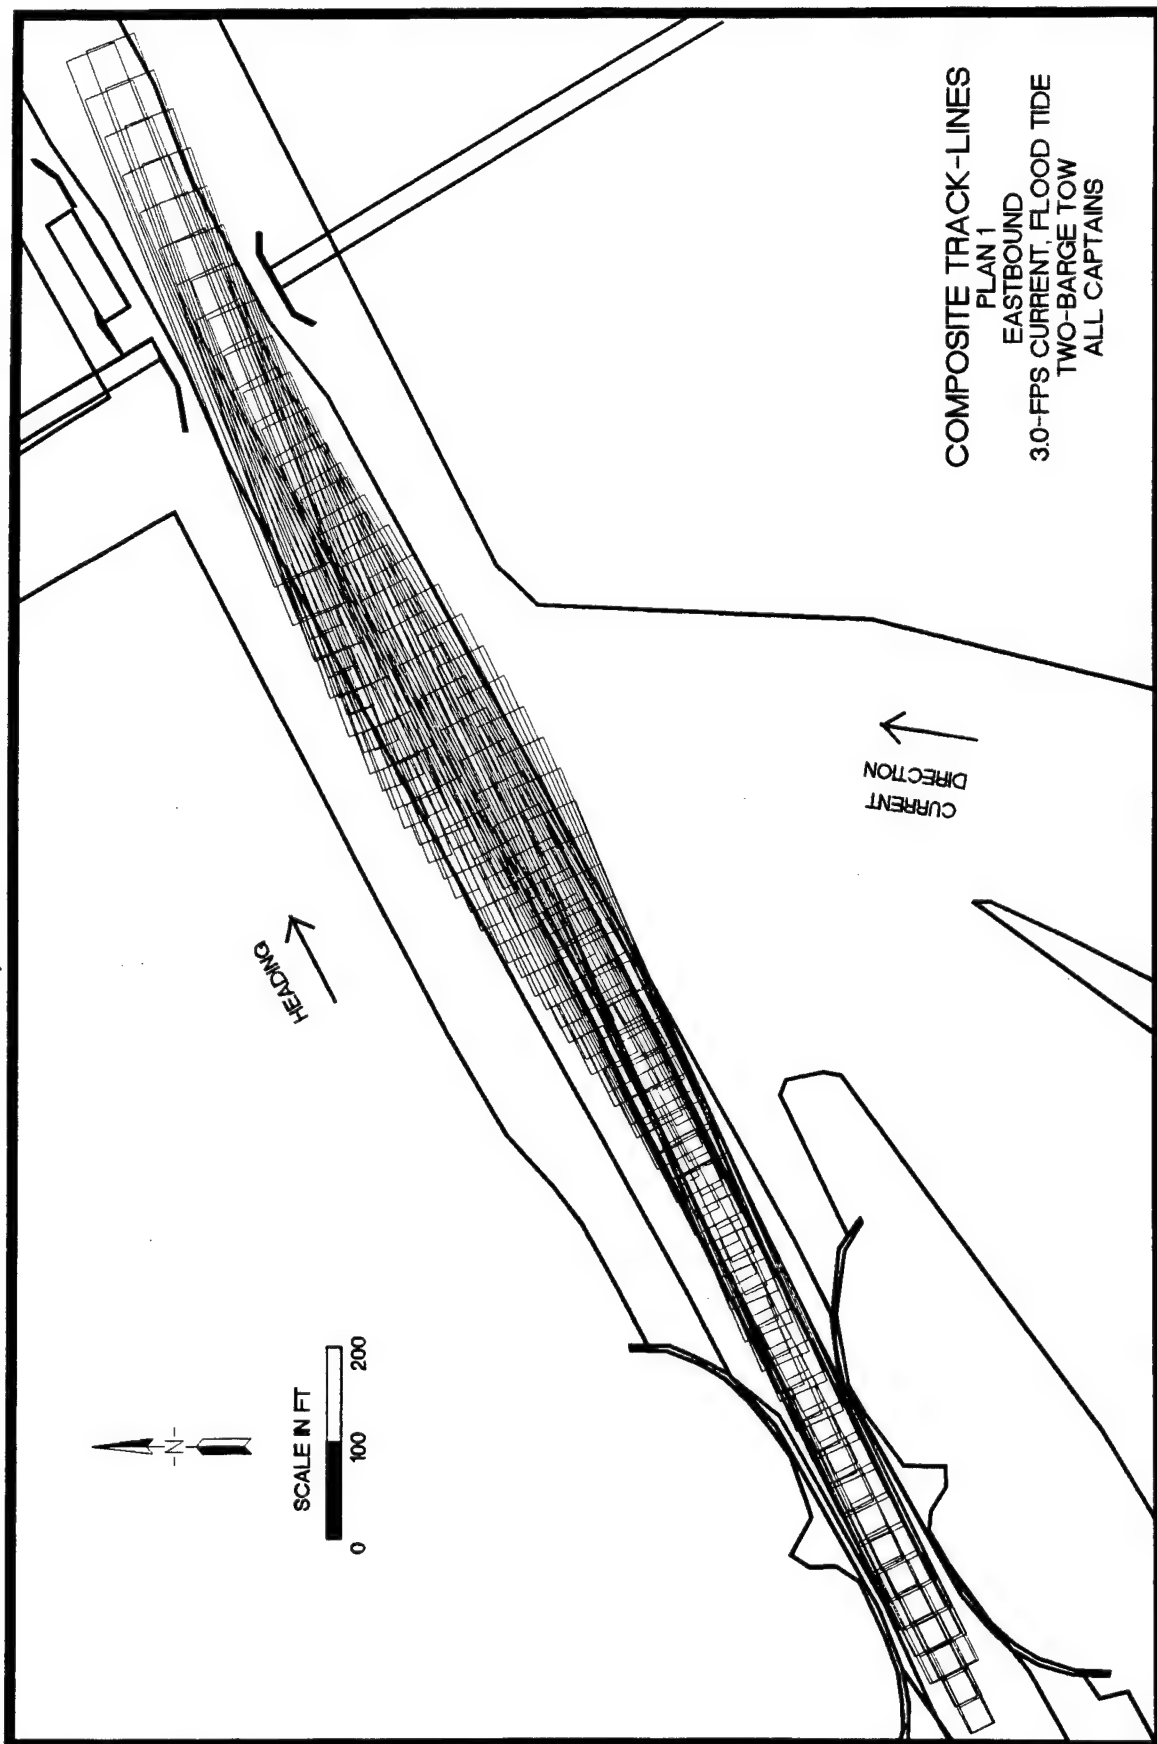 COMPOSITE TRACK-LINES
PLAN 1
EASTBOUND
3.0-FPS CURRENT, FLOOD TIDE
TWO-BARGE TOW
ALL CAPTAINS
HEADING
CURRENT
DIRECTION
-N-
SCALE IN FT
0 100 200